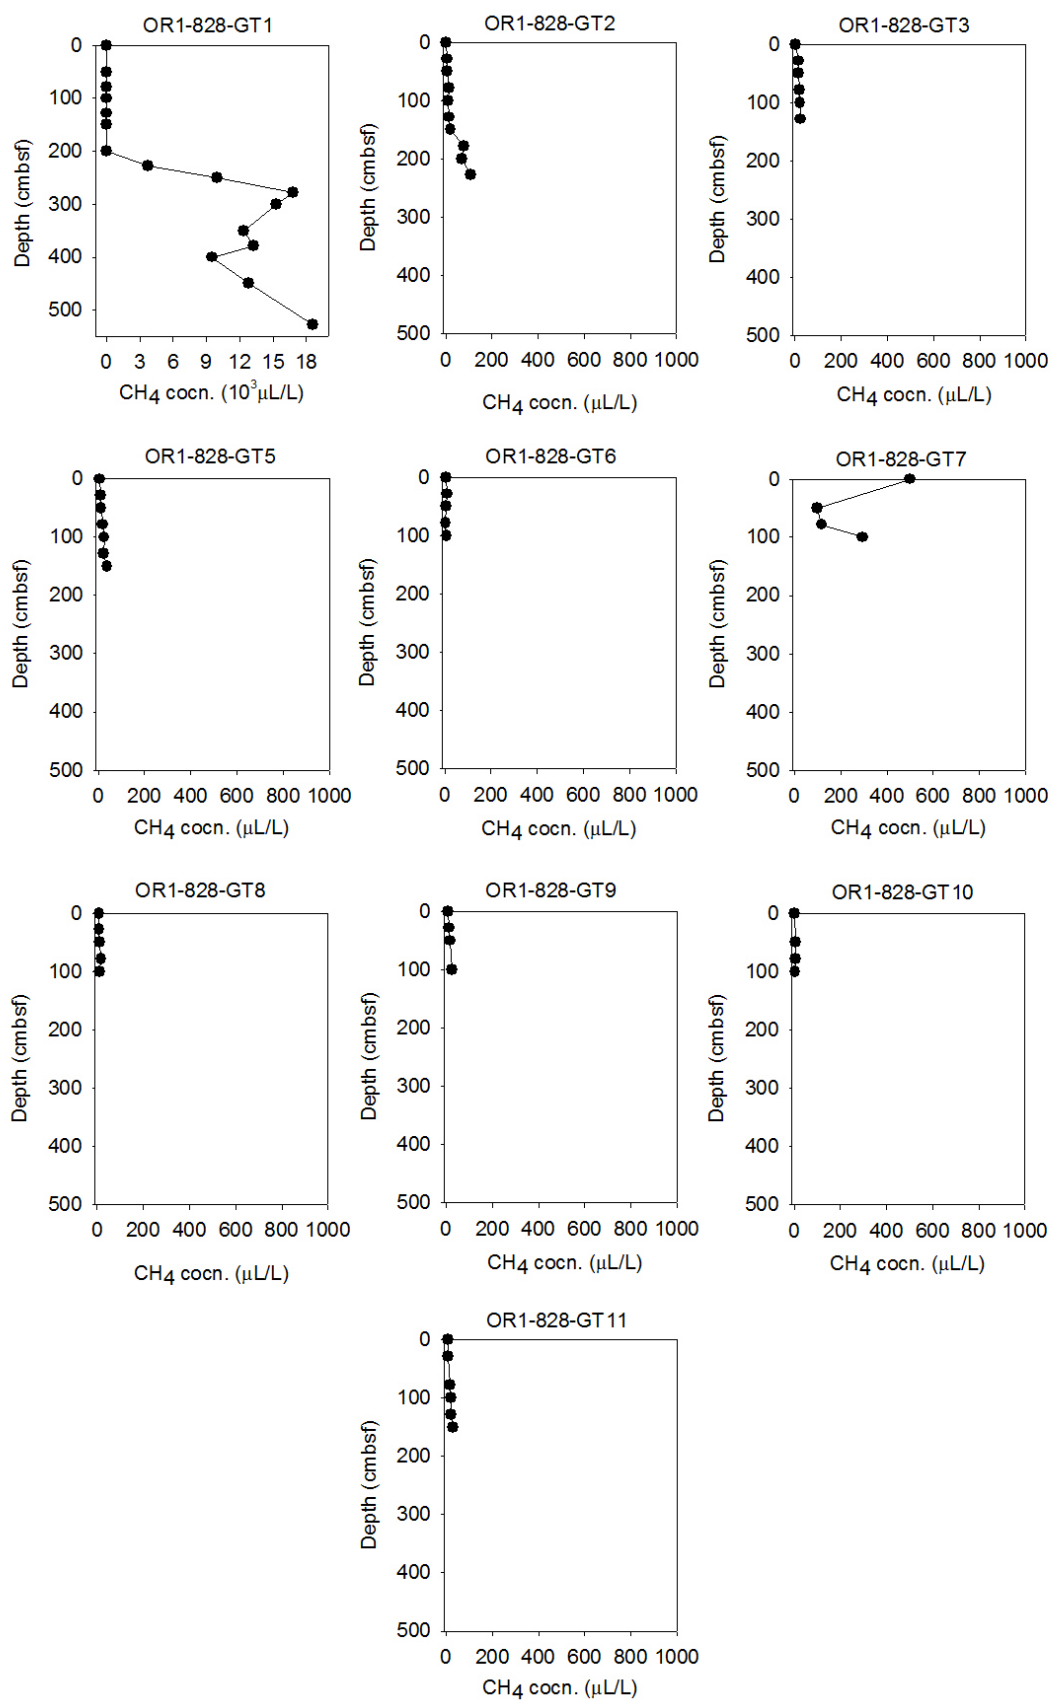 OR1-828-GT1
0
100
200
300
400
500
Depth (cmbsf)
0 3 6 9 12 15 18
CH4 cocn. (10³μL/L)
OR1-828-GT2
0
100
200
300
400
500
Depth (cmbsf)
0 200 400 600 800 1000
CH4 cocn. (μL/L)
OR1-828-GT3
0
100
200
300
400
500
Depth (cmbsf)
0 200 400 600 800 1000
CH4 cocn. (μL/L)
OR1-828-GT5
0
100
200
300
400
500
Depth (cmbsf)
0 200 400 600 800 1000
CH4 cocn. (μL/L)
OR1-828-GT6
0
100
200
300
400
500
Depth (cmbsf)
0 200 400 600 800 1000
CH4 cocn. (μL/L)
OR1-828-GT7
0
100
200
300
400
500
Depth (cmbsf)
0 200 400 600 800 1000
CH4 cocn. (μL/L)
OR1-828-GT8
0
100
200
300
400
500
Depth (cmbsf)
0 200 400 600 800 1000
CH4 cocn. (μL/L)
OR1-828-GT9
0
100
200
300
400
500
Depth (cmbsf)
0 200 400 600 800 1000
CH4 cocn. (μL/L)
OR1-828-GT10
0
100
200
300
400
500
Depth (cmbsf)
0 200 400 600 800 1000
CH4 cocn. (μL/L)
OR1-828-GT11
0
100
200
300
400
500
Depth (cmbsf)
0 200 400 600 800 1000
CH4 cocn. (μL/L)